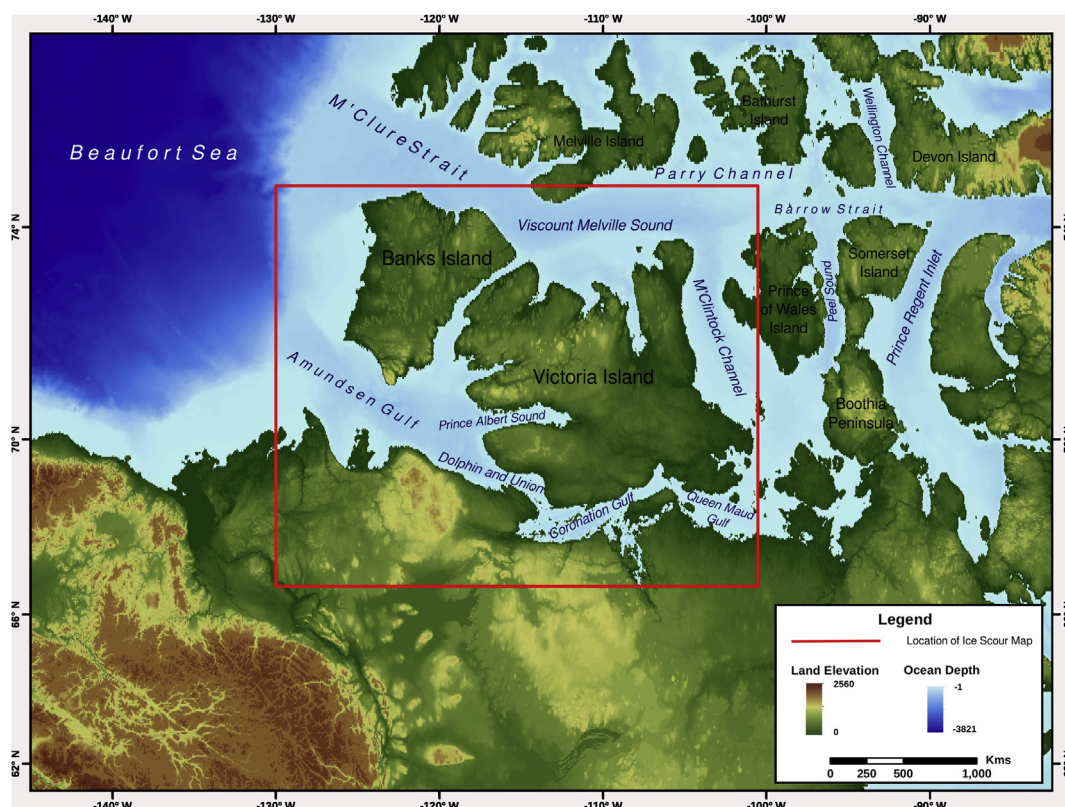 -140° W -130° W -120° W -110° W -100° W -90° W
M'Clure Strait
Beaufort Sea
Melville Island
Bathurst
Island
Wellington Channel
Devon Island
Parry Channel
74° N
Viscount Melville Sound
Barrow Strait
Banks Island
Somerset
Island
Peel Sound
Prince Regent Inlet
Prince
of Wales
Island
M'Clintock Channel
Amundsen Gulf
Victoria Island
Prince Albert Sound
Boothia
Peninsula
70° N
Dolphin and Union
Coronation Gulf
Queen Maud
Gulf
66° N
62° N
Legend
Location of Ice Scour Map
Land Elevation
2560
0
Ocean Depth
-1
-3821
Kms
0 250 500 1,000
-140° W -130° W -120° W -110° W -100° W -90° W